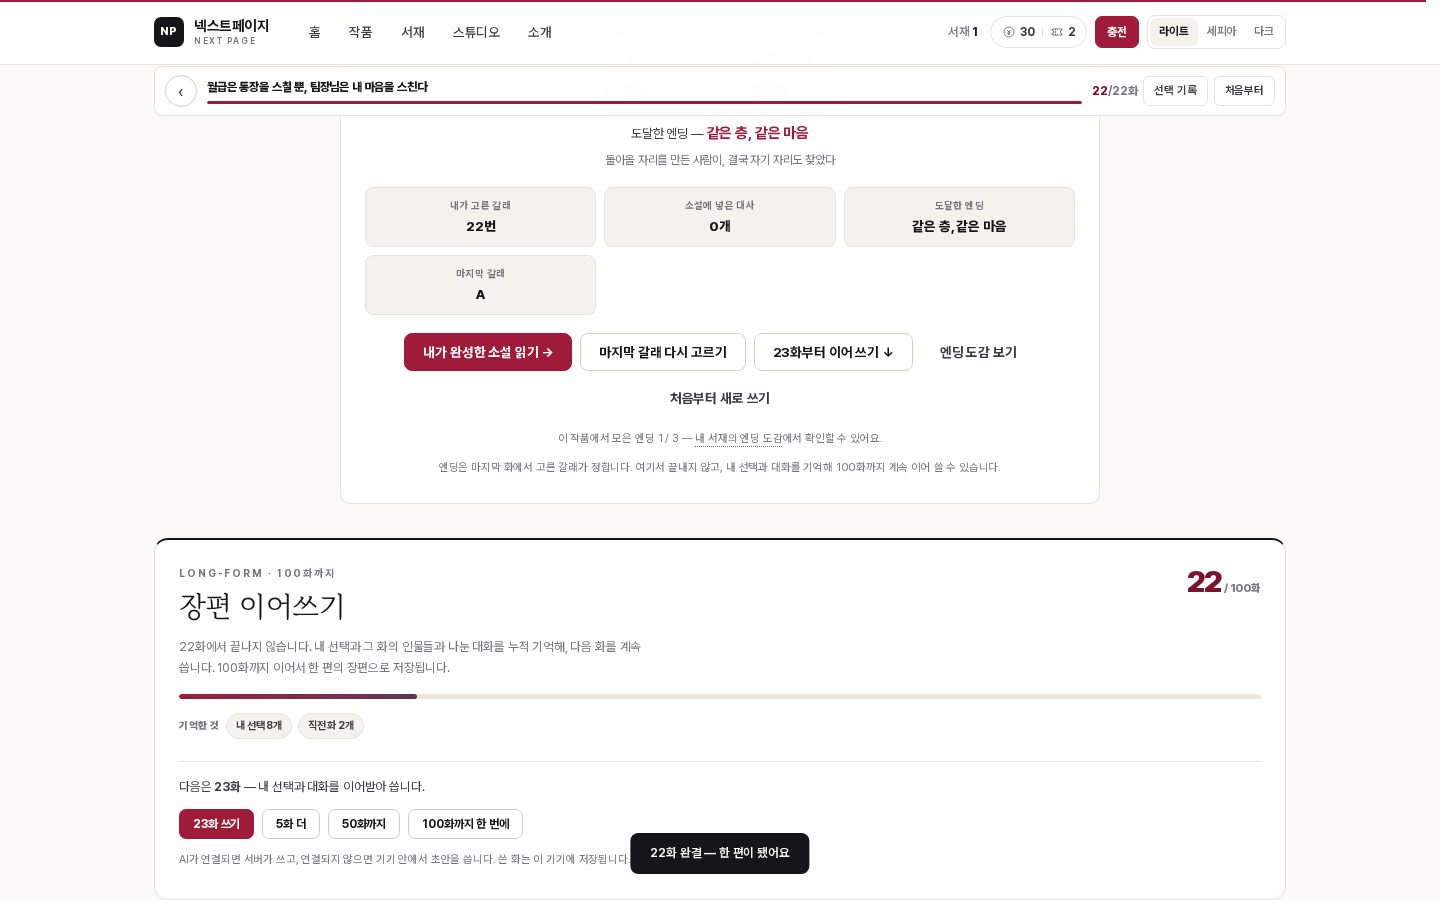 NP
넥스트페이지
NEXT PAGE
홈
작품
서재
스튜디오
소개
서재 1
30
2
충전
라이트
세피아
다크
‹
월급은 통장을 스칠 뿐, 팀장님은 내 마음을 스친다
22/22화
선택 기록
처음부터
도달한 엔딩 — 같은 층, 같은 마음
돌아올 자리를 만든 사람이, 결국 자기 자리도 찾았다
내가 고른 갈래
22번
소설에 넣은 대사
0개
도달한 엔딩
같은 층, 같은 마음
마지막 갈래
A
내가 완성한 소설 읽기 →
마지막 갈래 다시 고르기
23화부터 이어 쓰기 ↓
엔딩 도감 보기
처음부터 새로 쓰기
이 작품에서 모은 엔딩 1 / 3 — 내 서재의 엔딩 도감에서 확인할 수 있어요.
엔딩은 마지막 화에서 고른 갈래가 정합니다. 여기서 끝내지 않고, 내 선택과 대화를 기억해 100화까지 계속 이어 쓸 수 있습니다.
LONG-FORM · 100화까지
장편 이어쓰기
22 / 100화
22화에서 끝나지 않습니다. 내 선택과 그 화의 인물들과 나눈 대화를 누적 기억해, 다음 화를 계속
씁니다. 100화까지 이어서 한 편의 장편으로 저장됩니다.
기억한 것
내 선택 8개
직전화 2개
다음은 23화 — 내 선택과 대화를 이어받아 씁니다.
23화 쓰기
5화 더
50화까지
100화까지 한 번에
AI가 연결되면 서버가 쓰고, 연결되지 않으면 기기 안에서 초안을 씁니다. 쓴 화는 이 기기에 저장됩니다.
22화 완결 — 한 편이 됐어요